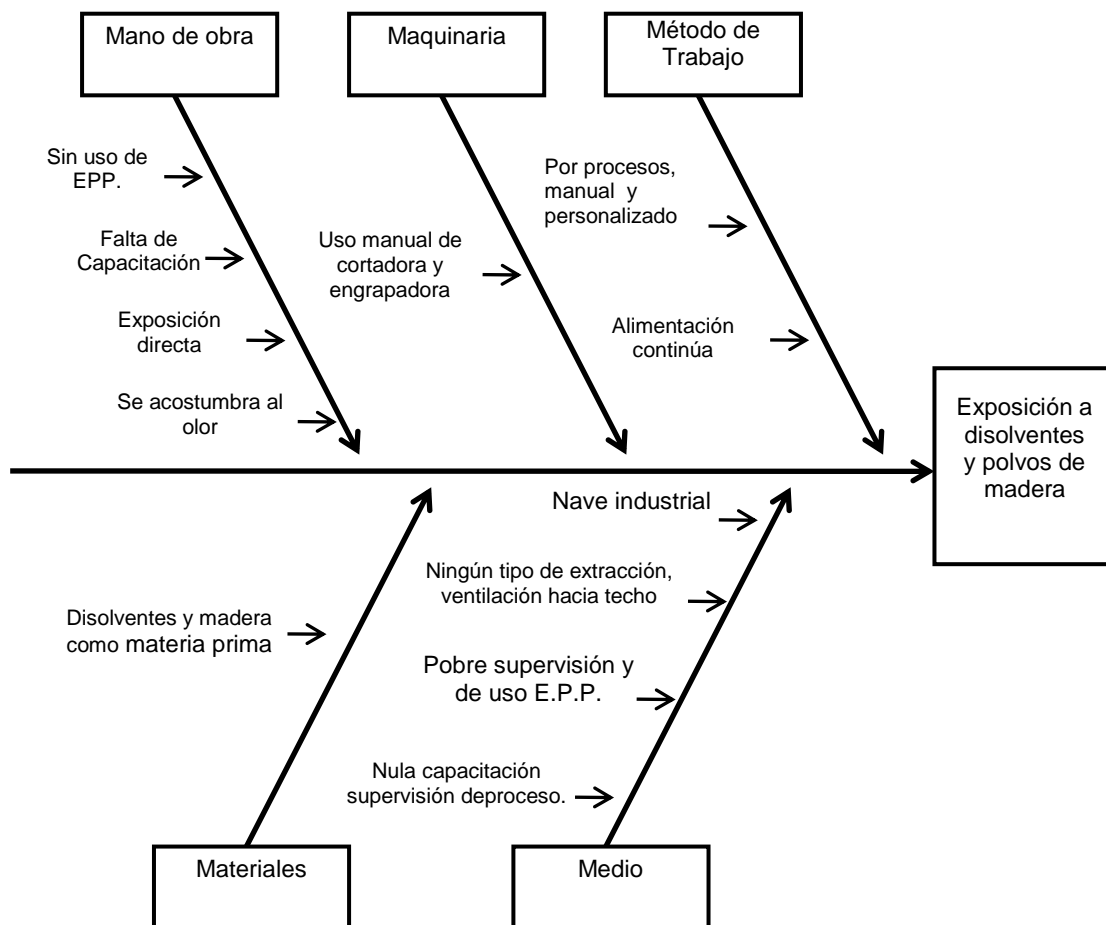 Mano de obra
Maquinaria
Método de
Trabajo
Sin uso de
EPP.
Falta de
Capacitación
Exposición
directa
Se acostumbra al
olor
Uso manual de
cortadora y
engrapadora
Por procesos,
manual y
personalizado
Alimentación
continúa
Exposición a
disolventes
y polvos de
madera
Disolventes y madera
como materia prima
Nave industrial
Ningún tipo de extracción,
ventilación hacia techo
Pobre supervisión y
de uso E.P.P.
Nula capacitación
supervisión deproceso.
Materiales
Medio